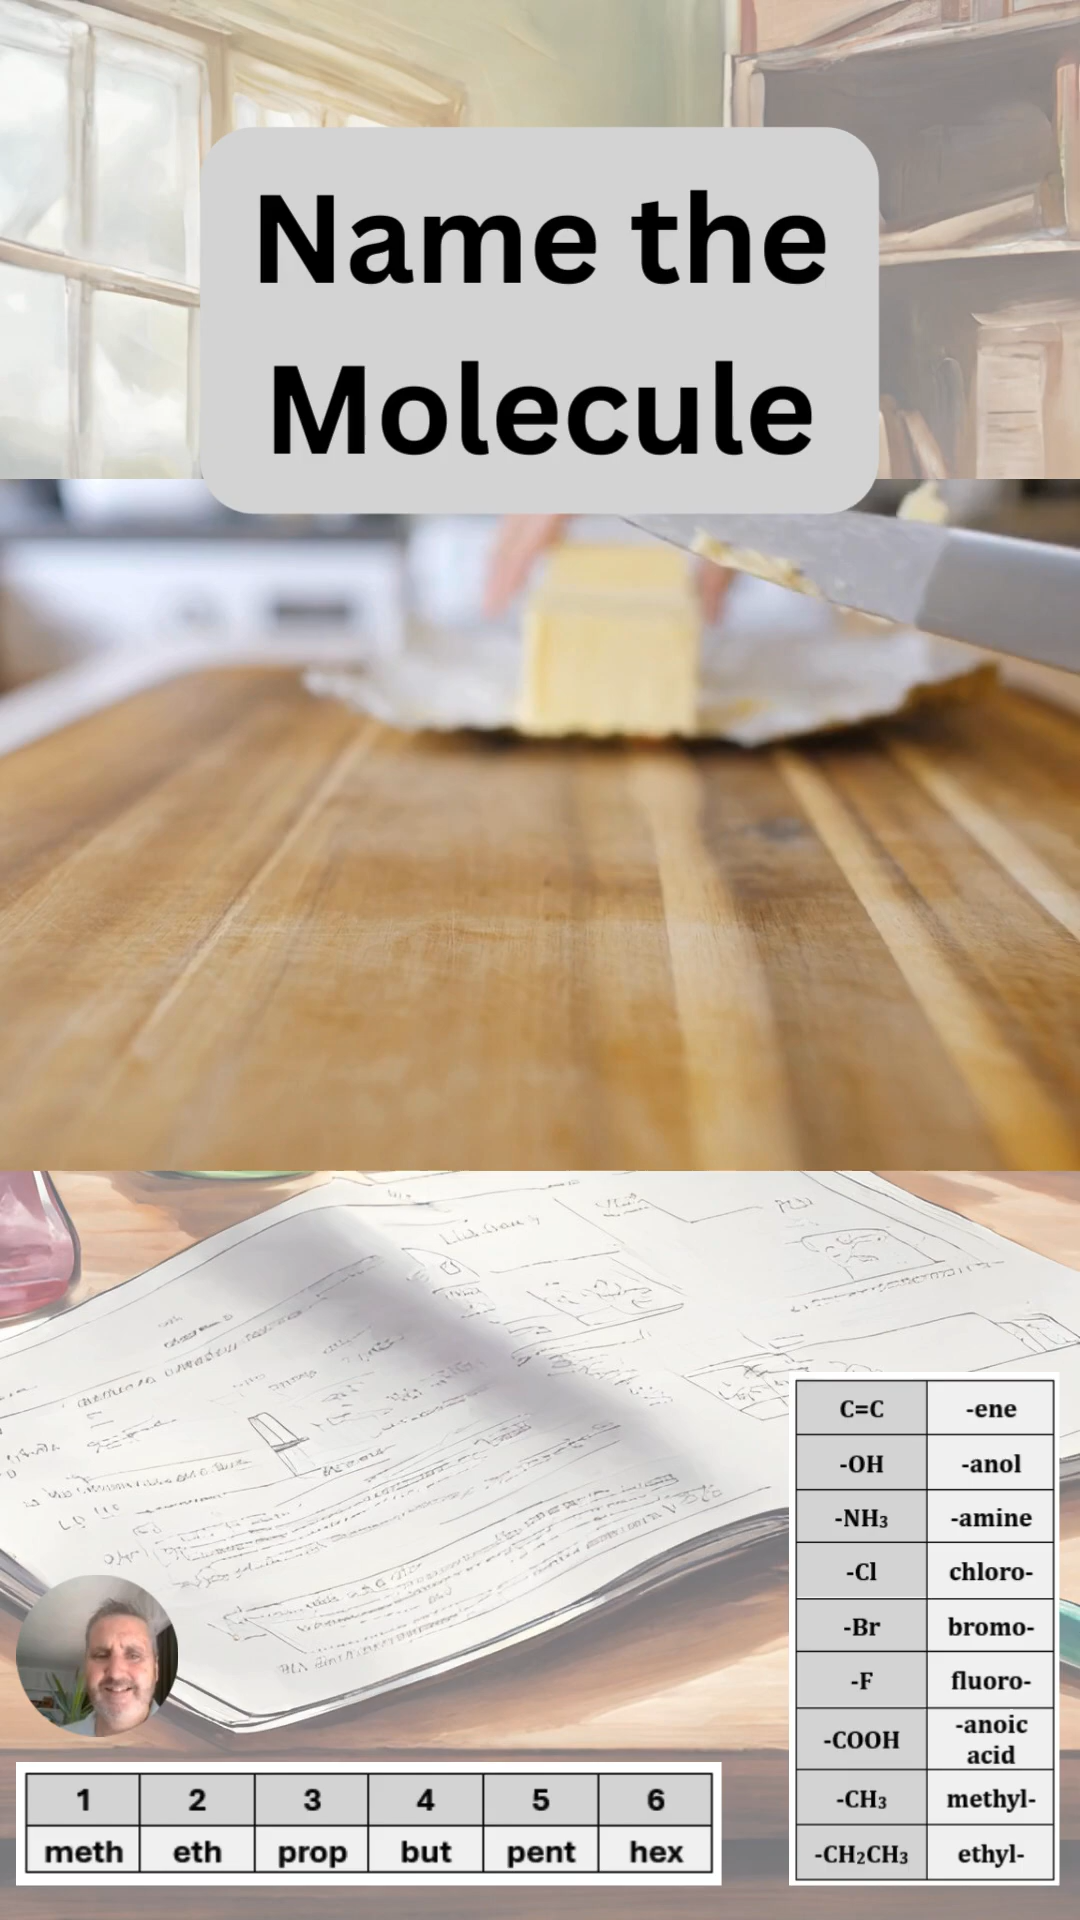 Name the
Molecule
C=C -ene
-OH -anol
-NH₃ -amine
-Cl chloro-
-Br bromo-
-F fluoro-
-COOH -anoic
acid
-CH₃ methyl-
-CH₂CH₃ ethyl-
1 2 3 4 5 6
meth eth prop but pent hex